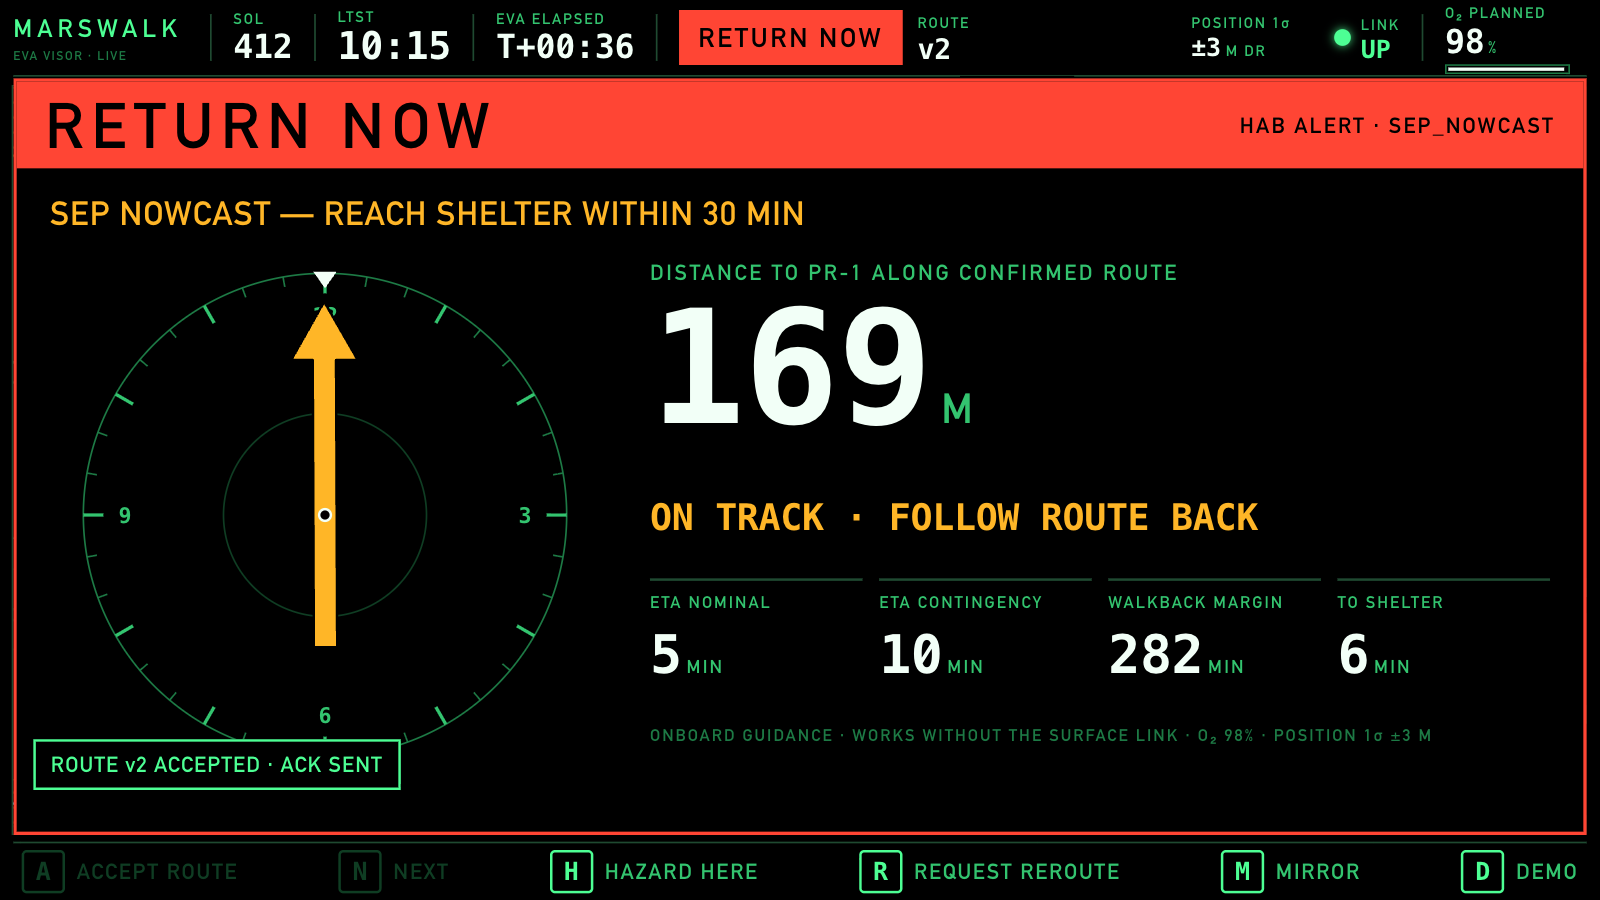 MARSWALK
EVA VISOR · LIVE
SOL
412
LTST
10:15
EVA ELAPSED
T+00:36
RETURN NOW
ROUTE
v2
POSITION 1σ
±3 M DR
LINK
UP
O₂ PLANNED
98 %
RETURN NOW
HAB ALERT · SEP_NOWCAST
SEP NOWCAST — REACH SHELTER WITHIN 30 MIN
9
3
6
DISTANCE TO PR-1 ALONG CONFIRMED ROUTE
169 M
ON TRACK · FOLLOW ROUTE BACK
ETA NOMINAL
5 MIN
ETA CONTINGENCY
10 MIN
WALKBACK MARGIN
282 MIN
TO SHELTER
6 MIN
ONBOARD GUIDANCE · WORKS WITHOUT THE SURFACE LINK · O₂ 98% · POSITION 1σ ±3 M
ROUTE v2 ACCEPTED · ACK SENT
A ACCEPT ROUTE
N NEXT
H HAZARD HERE
R REQUEST REROUTE
M MIRROR
D DEMO